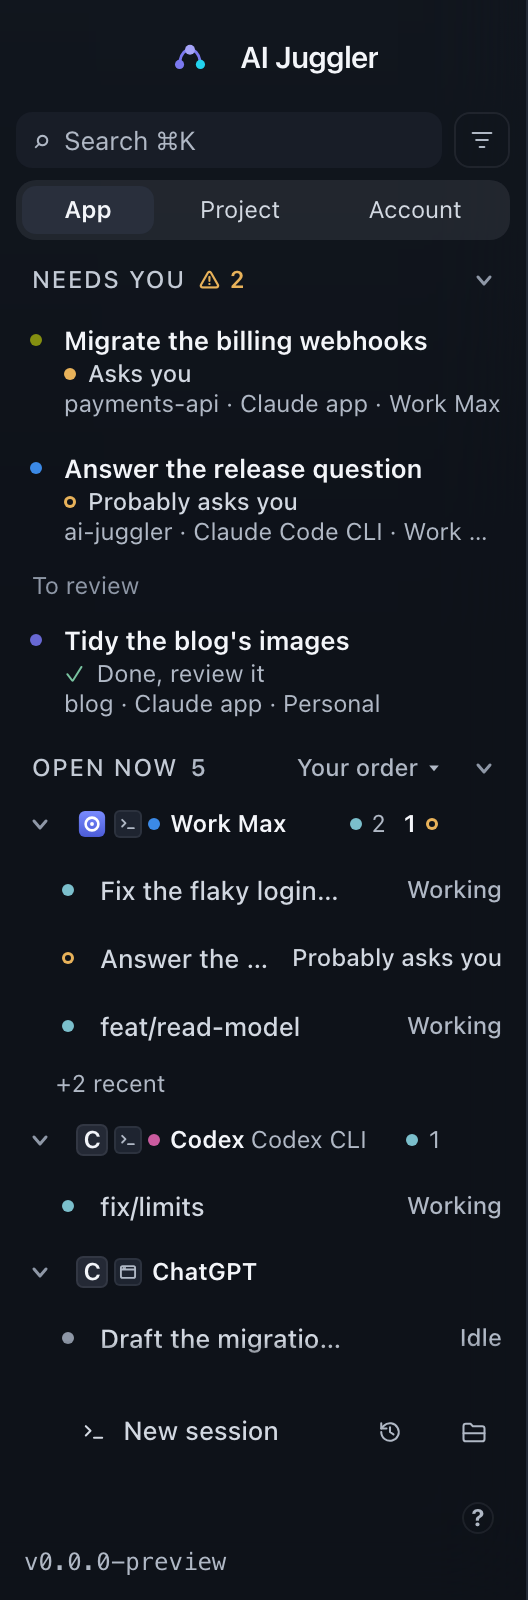 AI Juggler
Search ⌘K
App Project Account
NEEDS YOU 2
Migrate the billing webhooks
Asks you
payments-api · Claude app · Work Max
Answer the release question
Probably asks you
ai-juggler · Claude Code CLI · Work ...
To review
Tidy the blog's images
✓ Done, review it
blog · Claude app · Personal
OPEN NOW 5 Your order
Work Max 2 1
Fix the flaky login... Working
Answer the ... Probably asks you
feat/read-model Working
+2 recent
C Codex Codex CLI 1
fix/limits Working
C ChatGPT
Draft the migratio... Idle
New session
?
v0.0.0-preview